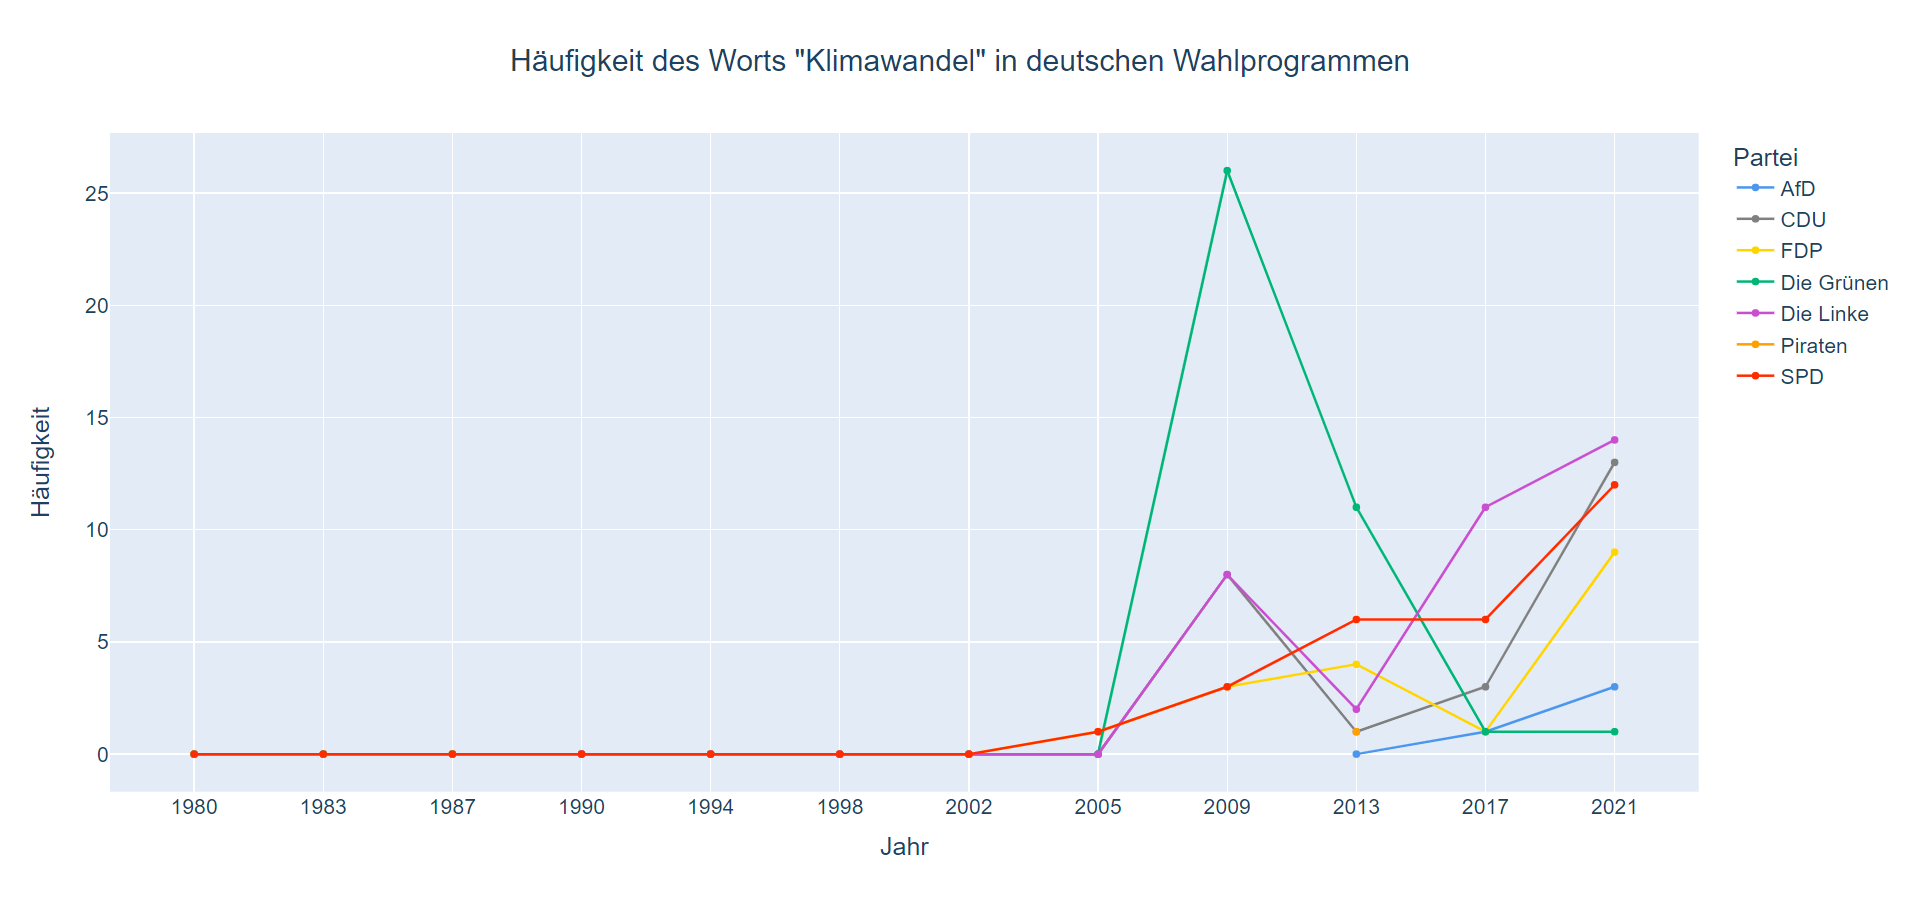 Häufigkeit des Worts "Klimawandel" in deutschen Wahlprogrammen
Partei
AfD
CDU
FDP
Die Grünen
Die Linke
Piraten
SPD
Häufigkeit
25
20
15
10
5
0
1980 1983 1987 1990 1994 1998 2002 2005 2009 2013 2017 2021
Jahr